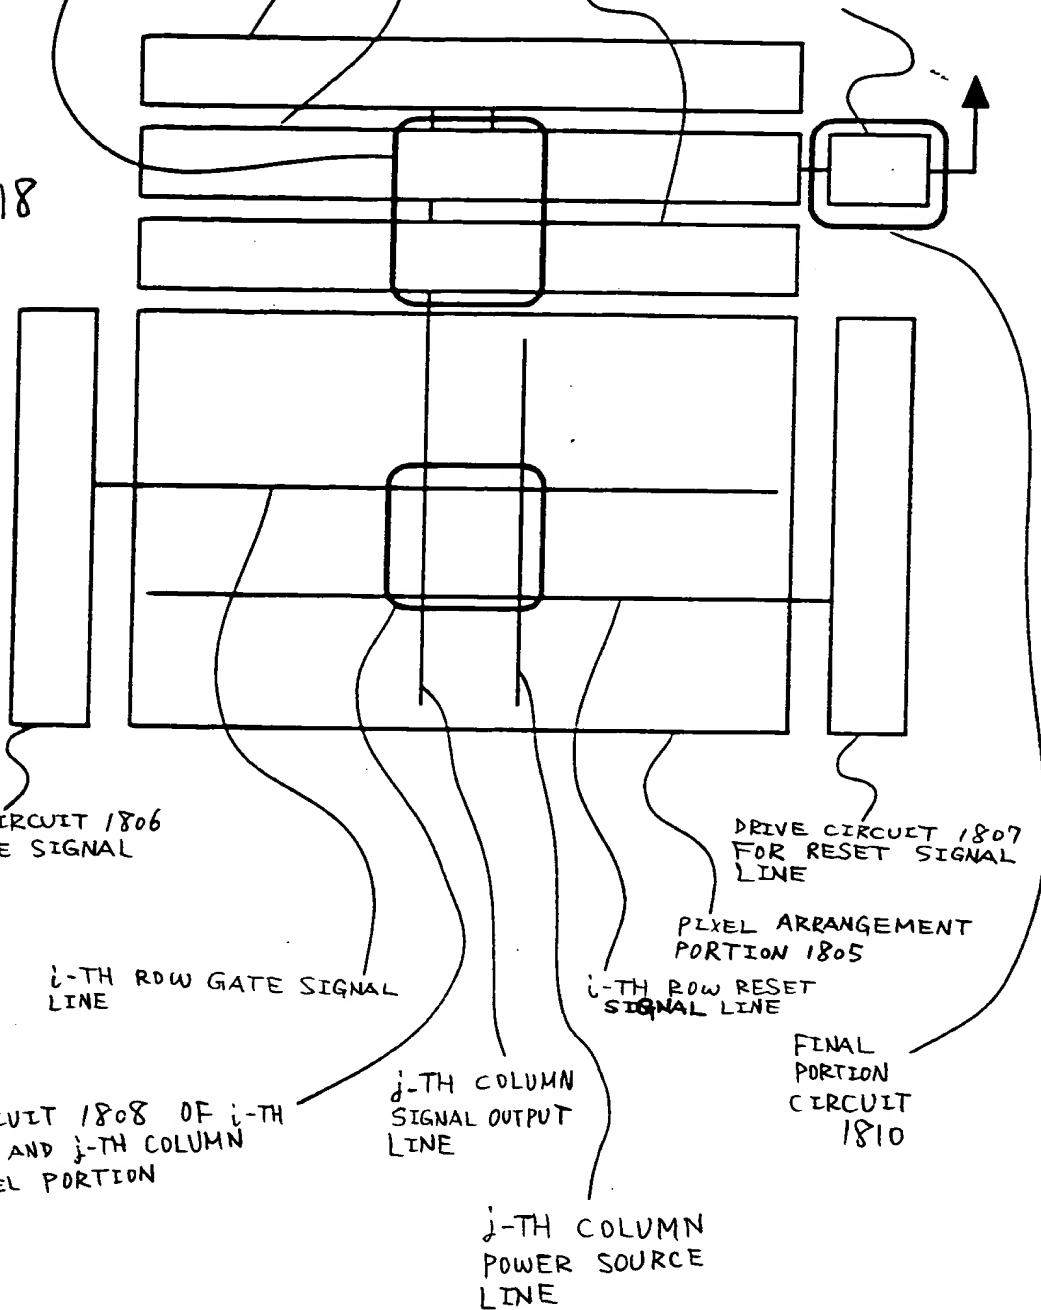 18
IRCUIT 1806
E SIGNAL
DRIVE CIRCUIT 1807
FOR RESET SIGNAL
LINE
PIXEL ARRANGEMENT
PORTION 1805
i-TH ROW GATE SIGNAL
LINE
i-TH ROW RESET
SIGNAL LINE
FINAL
PORTION
CIRCUIT
1810
j-TH COLUMN
SIGNAL OUTPUT
LINE
CUIT 1808 OF i-TH
AND j-TH COLUMN
EL PORTION
j-TH COLUMN
POWER SOURCE
LINE